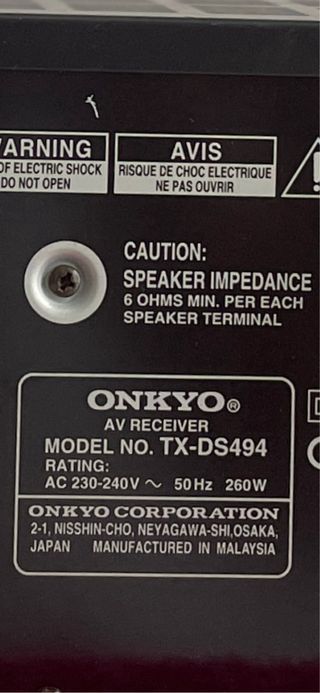 WARNING
OF ELECTRIC SHOCK
DO NOT OPEN
AVIS
RISQUE DE CHOC ELECTRIQUE
NE PAS OUVRIR
!
CAUTION:
SPEAKER IMPEDANCE
6 OHMS MIN. PER EACH
SPEAKER TERMINAL
ONKYO®
AV RECEIVER
MODEL NO. TX-DS494
RATING:
AC 230-240V ～ 50Hz 260W
ONKYO CORPORATION
2-1, NISSHIN-CHO, NEYAGAWA-SHI,OSAKA,
JAPAN MANUFACTURED IN MALAYSIA